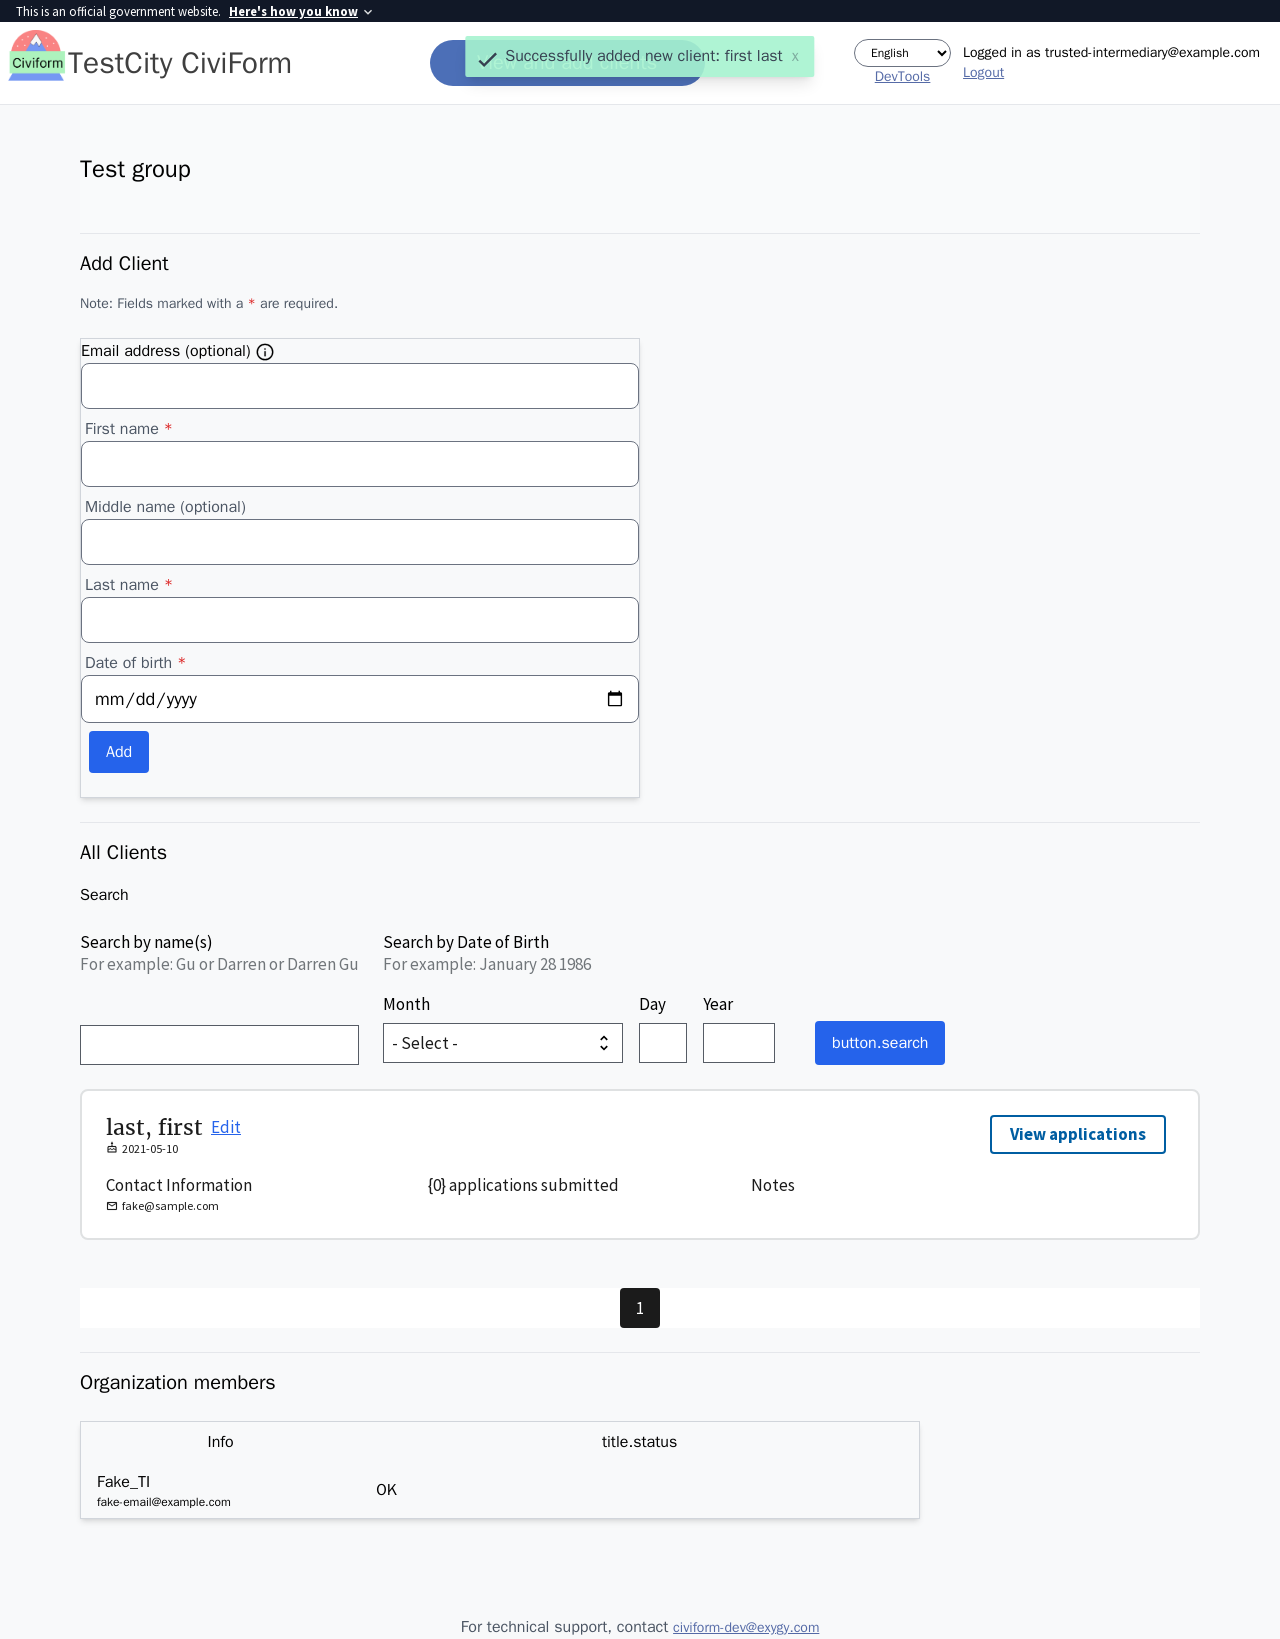 This is an official government website. Here's how you know
Civiform
TestCity CiviForm
Successfully added new client: first last x
English
DevTools
Logged in as trusted-intermediary@example.com
Logout
Test group
Add Client
Note: Fields marked with a * are required.
Email address (optional)
First name *
Middle name (optional)
Last name *
Date of birth *
mm/dd/yyyy
Add
All Clients
Search
Search by name(s)
For example: Gu or Darren or Darren Gu
Search by Date of Birth
For example: January 28 1986
Month Day Year
- Select -
button.search
last, first Edit
2021-05-10
View applications
Contact Information {0} applications submitted Notes
fake@sample.com
1
Organization members
Info title.status
Fake_TI
fake-email@example.com
OK
For technical support, contact civiform-dev@exygy.com